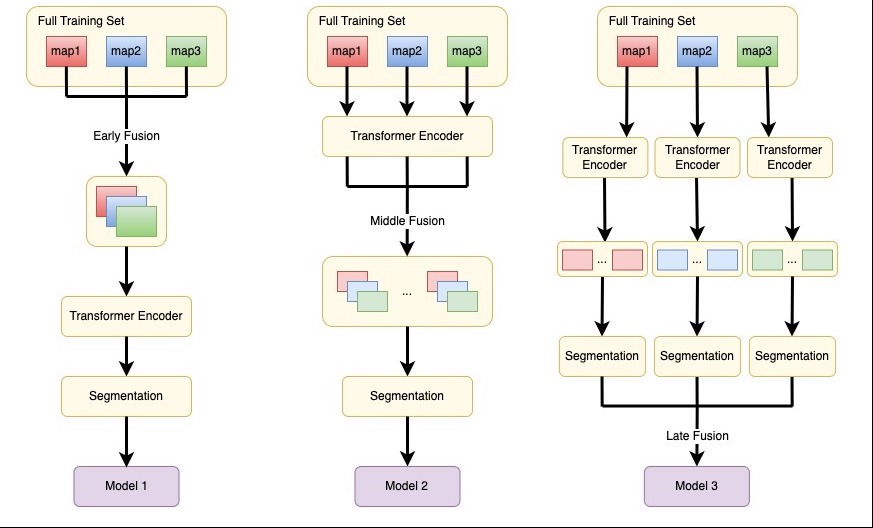 Full Training Set
map1
map2
map3
Early Fusion
Transformer Encoder
Segmentation
Model 1
Full Training Set
map1
map2
map3
Transformer Encoder
Middle Fusion
...
Segmentation
Model 2
Full Training Set
map1
map2
map3
Transformer
Encoder
Transformer
Encoder
Transformer
Encoder
...
...
...
Segmentation
Segmentation
Segmentation
Late Fusion
Model 3